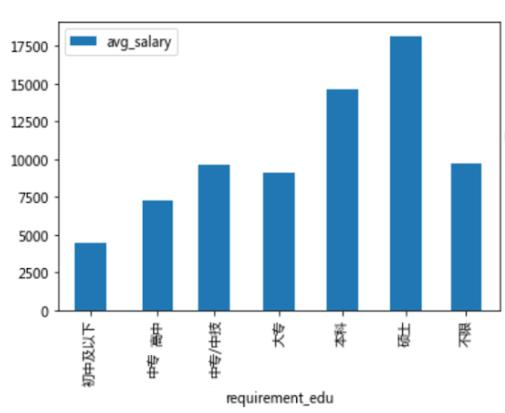 avg_salary
17500
15000
12500
10000
7500
5000
2500
0
初中及以下
中专 高中
中专/中技
大专
本科
硕士
不限
requirement_edu